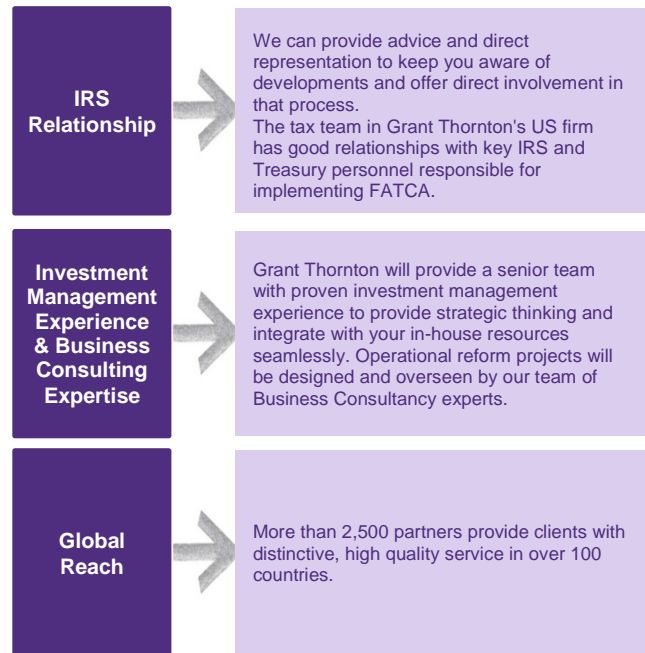 IRS
Relationship
We can provide advice and direct
representation to keep you aware of
developments and offer direct involvement in
that process.
The tax team in Grant Thornton's US firm
has good relationships with key IRS and
Treasury personnel responsible for
implementing FATCA.
Investment
Management
Experience
& Business
Consulting
Expertise
Grant Thornton will provide a senior team
with proven investment management
experience to provide strategic thinking and
integrate with your in-house resources
seamlessly. Operational reform projects will
be designed and overseen by our team of
Business Consultancy experts.
Global
Reach
More than 2,500 partners provide clients with
distinctive, high quality service in over 100
countries.